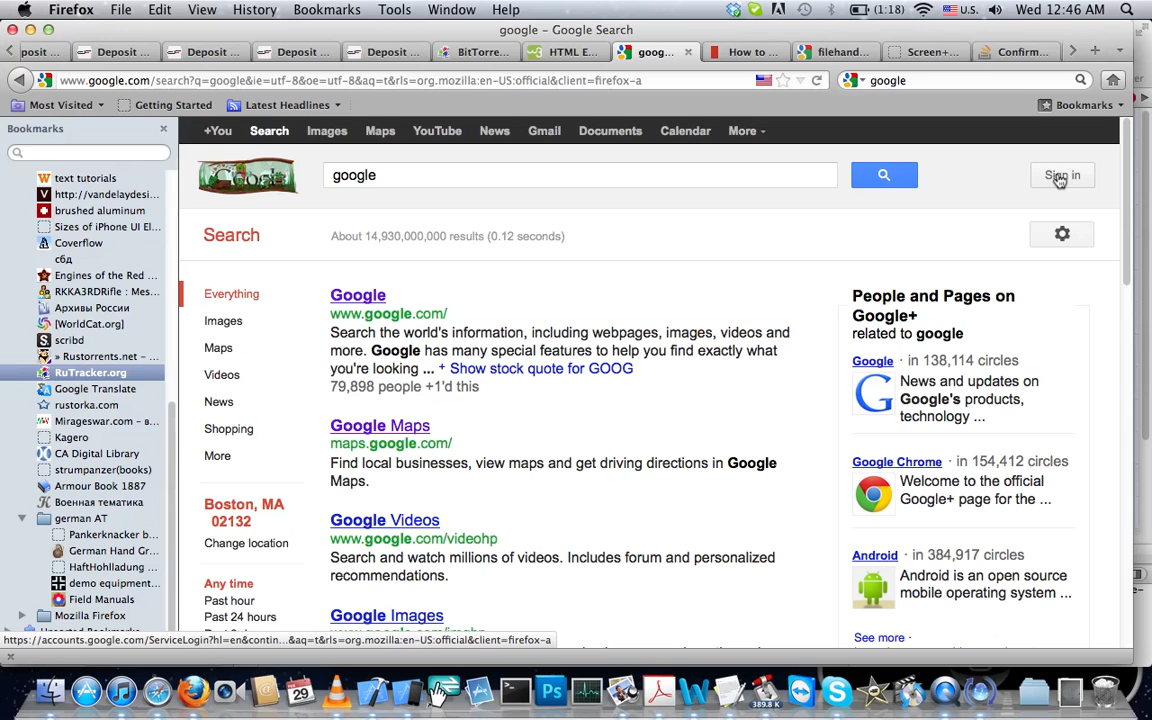 Firefox File Edit View History Bookmarks Tools Window Help (1:18) U.S. Wed 12:46 AM
google - Google Search
posit ... Deposit ... Deposit ... Deposit ... Deposit ... BitTorre... HTML E... goog... How to ... filehand... Screen+... Confirm...
www.google.com/search?q=google&ie=utf-8&oe=utf-8&aq=t&rls=org.mozilla:en-US:official&client=firefox-a google
Most Visited Getting Started Latest Headlines Bookmarks
Bookmarks
+You Search Images Maps YouTube News Gmail Documents Calendar More
Google google Sign in
Search About 14,930,000,000 results (0.12 seconds)
text tutorials
http://vandelaydesi...
brushed aluminum
Sizes of iPhone UI El...
Coverflow
сбд
Engines of the Red ...
RKKA3RDRifle : Mes...
Архивы России
[WorldCat.org]
scribd
» Rustorrents.net - ...
RuTracker.org
Google Translate
rustorka.com
Mirageswar.com – в...
Kagero
CA Digital Library
strumpanzer(books)
Armour Book 1887
Военная тематика
german AT
Pankerknacker b...
German Hand Gr...
HaftHohlladung ...
demo equipment...
Field Manuals
Mozilla Firefox
Everything
Images
Maps
Videos
News
Shopping
More
Boston, MA
02132
Change location
Any time
Past hour
Past 24 hours
Google
www.google.com/
Search the world's information, including webpages, images, videos and
more. Google has many special features to help you find exactly what
you're looking ... + Show stock quote for GOOG
79,898 people +1'd this
Google Maps
maps.google.com/
Find local businesses, view maps and get driving directions in Google
Maps.
Google Videos
www.google.com/videohp
Search and watch millions of videos. Includes forum and personalized
recommendations.
Google Images
People and Pages on
Google+
related to google
Google - in 138,114 circles
News and updates on
Google's products,
technology ...
Google Chrome - in 154,412 circles
Welcome to the official
Google+ page for the ...
Android - in 384,917 circles
Android is an open source
mobile operating system ...
See more ·
https://accounts.google.com/ServiceLogin?hl=en&contin...&aq=t&rls=org.mozilla:en-US:official&client=firefox-a
29
Ps
389.8 K